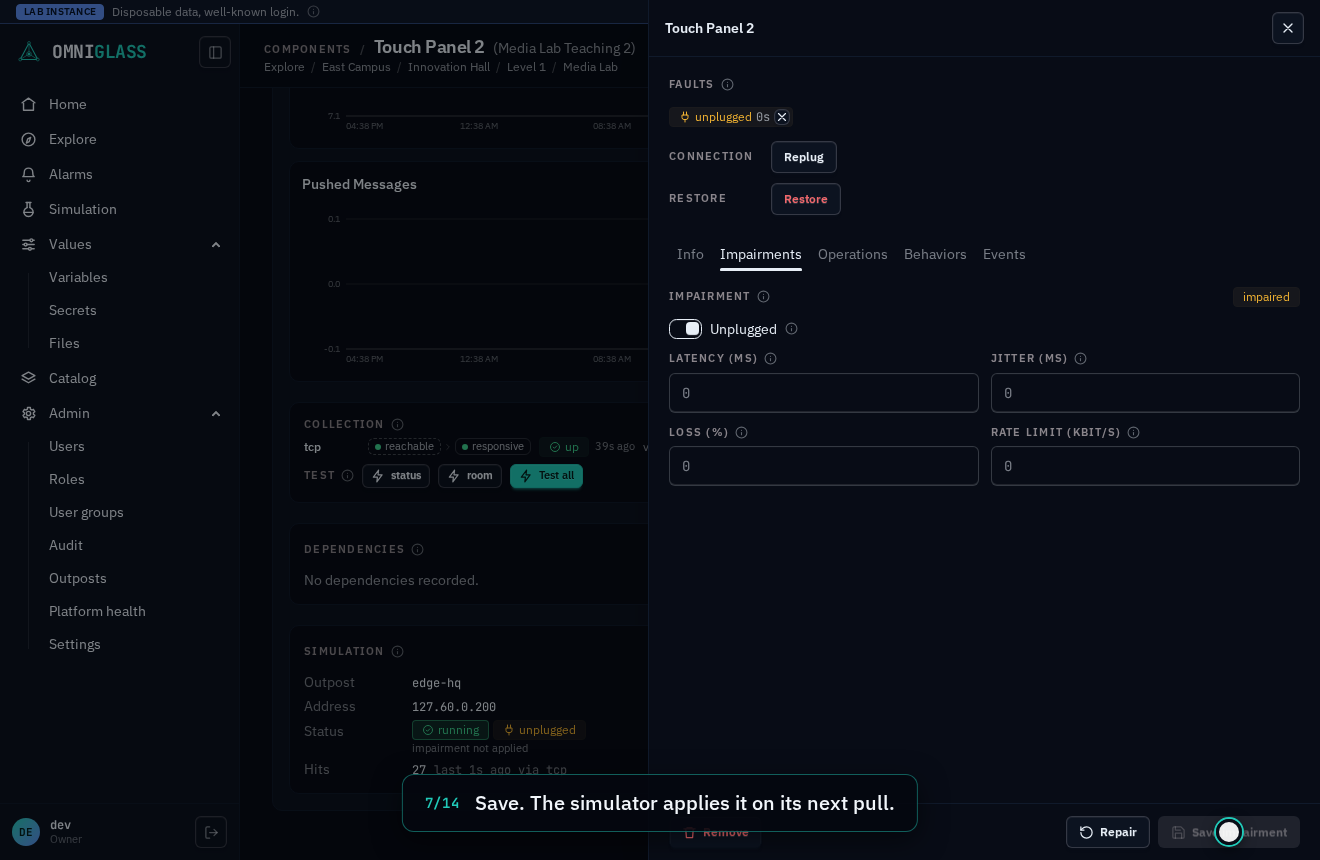 LAB INSTANCE Disposable data, well-known login.
OMNIGLASS
Home
Explore
Alarms
Simulation
Values
Variables
Secrets
Files
Catalog
Admin
Users
Roles
User groups
Audit
Outposts
Platform health
Settings
DE dev
Owner
COMPONENTS / Touch Panel 2 (Media Lab Teaching 2)
Explore / East Campus / Innovation Hall / Level 1 / Media Lab
7.1
04:38 PM 12:38 AM 08:38 AM
Pushed Messages
0.1
0.0
-0.1
04:38 PM 12:38 AM 08:38 AM
COLLECTION
tcp reachable › responsive up 39s ago v
TEST status room Test all
DEPENDENCIES
No dependencies recorded.
SIMULATION
Outpost edge-hq
Address 127.60.0.200
Status running unplugged
impairment not applied
Hits 27 last 1s ago via tcp
Touch Panel 2
FAULTS
unplugged 0s
CONNECTION Replug
RESTORE Restore
Info Impairments Operations Behaviors Events
IMPAIRMENT impaired
Unplugged
LATENCY (MS) JITTER (MS)
0 0
LOSS (%) RATE LIMIT (KBIT/S)
0 0
7/14 Save. The simulator applies it on its next pull.
Remove Repair